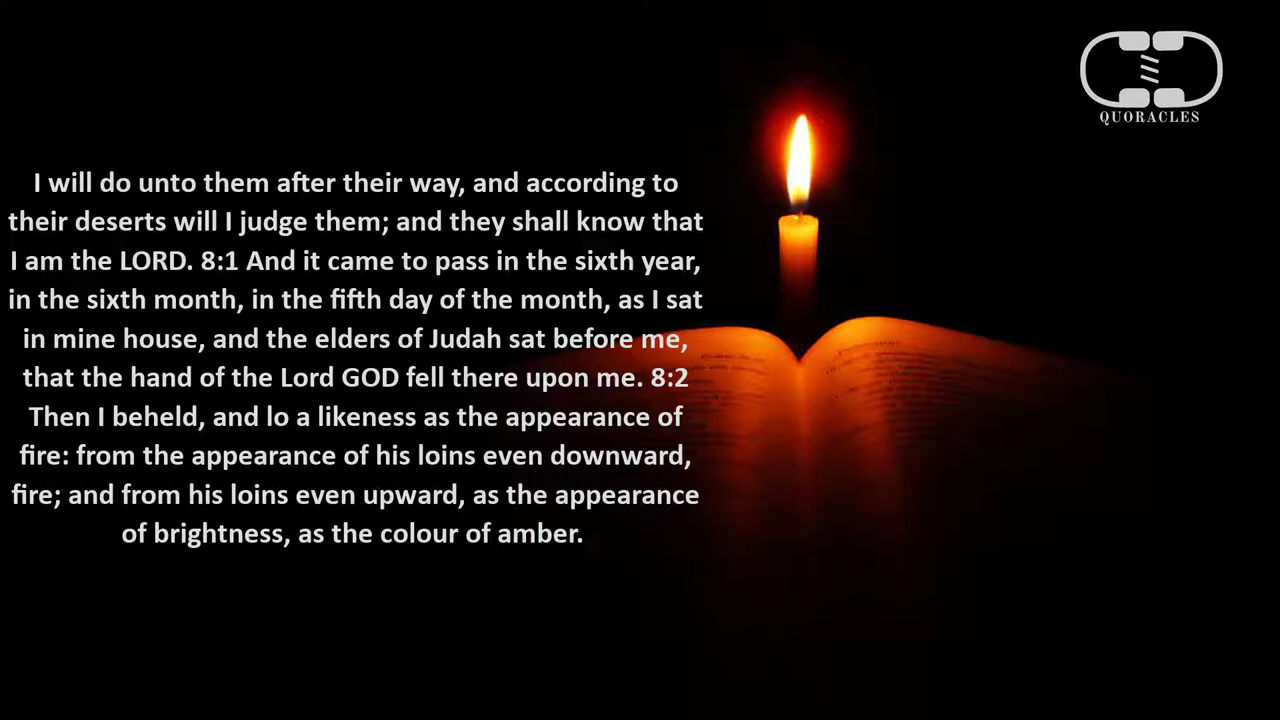 QUORACLES
I will do unto them after their way, and according to
their deserts will I judge them; and they shall know that
I am the LORD. 8:1 And it came to pass in the sixth year,
in the sixth month, in the fifth day of the month, as I sat
in mine house, and the elders of Judah sat before me,
that the hand of the Lord GOD fell there upon me. 8:2
Then I beheld, and lo a likeness as the appearance of
fire: from the appearance of his loins even downward,
fire; and from his loins even upward, as the appearance
of brightness, as the colour of amber.